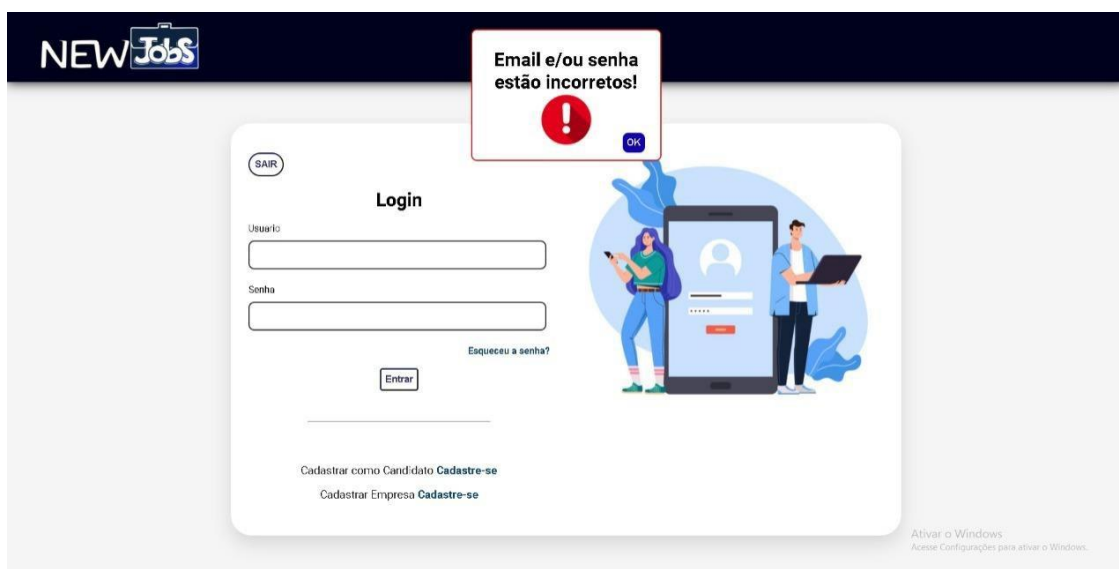 NEW JobS
Email e/ou senha
estão incorretos!
!
OK
SAIR
Login
Usuario
Senha
Esqueceu a senha?
Entrar
Cadastrar como Candidato Cadastre-se
Cadastrar Empresa Cadastre-se
Ativar o Windows
Acesse Configurações para ativar o Windows.